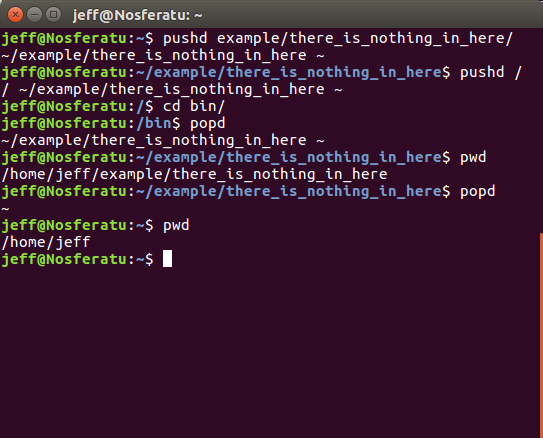 jeff@Nosferatu: ~
jeff@Nosferatu:~$ pushd example/there_is_nothing_in_here/
~/example/there_is_nothing_in_here ~
jeff@Nosferatu:~/example/there_is_nothing_in_here$ pushd /
/ ~/example/there_is_nothing_in_here ~
jeff@Nosferatu:/$ cd bin/
jeff@Nosferatu:/bin$ popd
~/example/there_is_nothing_in_here ~
jeff@Nosferatu:~/example/there_is_nothing_in_here$ pwd
/home/jeff/example/there_is_nothing_in_here
jeff@Nosferatu:~/example/there_is_nothing_in_here$ popd
~
jeff@Nosferatu:~$ pwd
/home/jeff
jeff@Nosferatu:~$